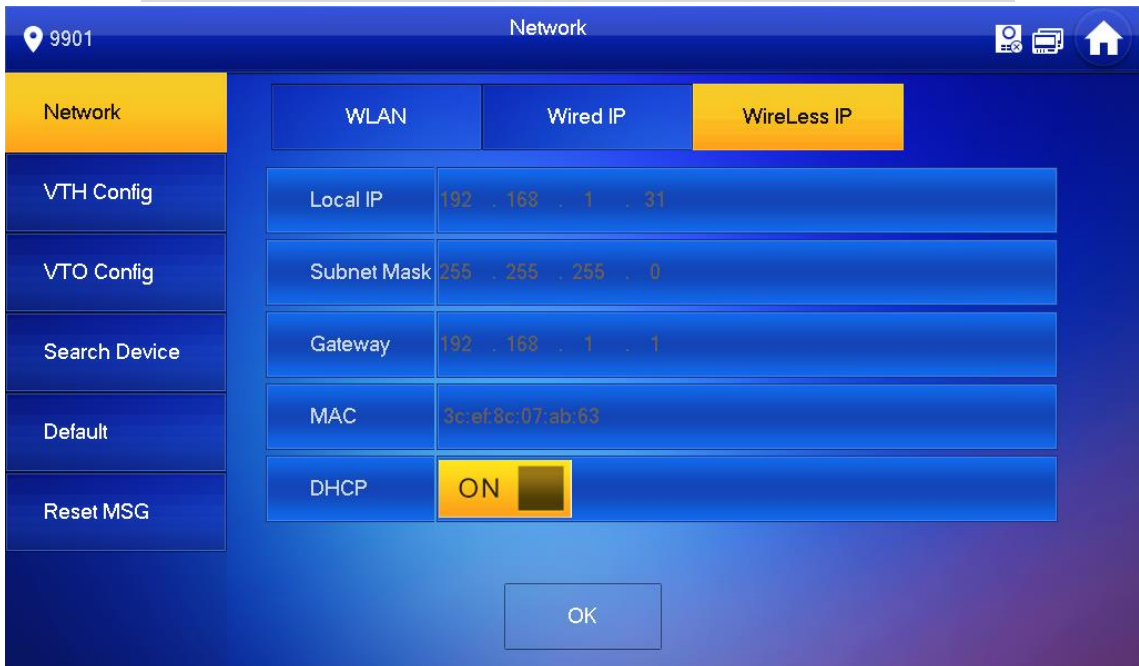 9901
Network
Network
WLAN
Wired IP
WireLess IP
VTH Config
Local IP 192 . 168 . 1 . 31
VTO Config
Subnet Mask 255 . 255 . 255 . 0
Search Device
Gateway 192 . 168 . 1 . 1
Default
MAC 3c:ef:8c:07:ab:63
Reset MSG
DHCP ON
OK